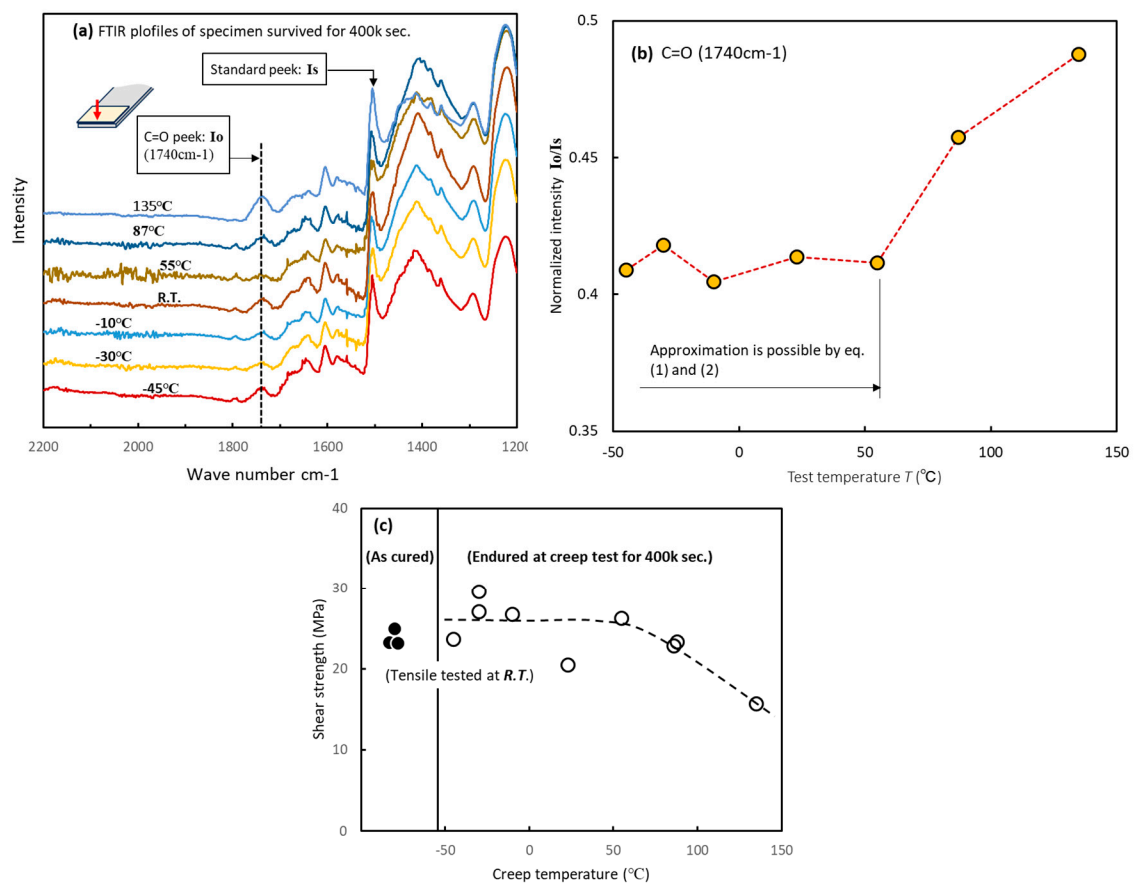 (a) FTIR plofiles of specimen survived for 400k sec.
Standard peek: Is
C=O peek: Io
(1740cm-1)
135℃
87℃
55℃
R.T.
-10℃
-30℃
-45℃
Intensity
2200 2000 1800 1600 1400 1200
Wave number cm-1
(b) C=O (1740cm-1)
0.5
0.45
0.4
0.35
Normalized intensity Io/Is
Approximation is possible by eq.
(1) and (2)
-50 0 50 100 150
Test temperature T (℃)
(c)
(As cured) (Endured at creep test for 400k sec.)
(Tensile tested at R.T.)
40
30
20
10
0
Shear strength (MPa)
-50 0 50 100 150
Creep temperature (℃)